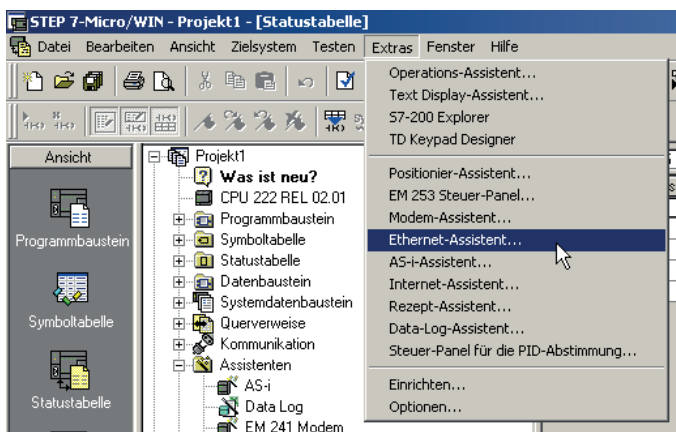 STEP 7-Micro/WIN - Projekt1 - [Statustabelle]
Datei Bearbeiten Ansicht Zielsystem Testen Extras Fenster Hilfe
Operations-Assistent...
Text Display-Assistent...
S7-200 Explorer
TD Keypad Designer
Positionier-Assistent...
EM 253 Steuer-Panel...
Modem-Assistent...
Ethernet-Assistent...
AS-i-Assistent...
Internet-Assistent...
Rezept-Assistent...
Data-Log-Assistent...
Steuer-Panel für die PID-Abstimmung...
Einrichten...
Optionen...
Ansicht
Programmbaustein
Symboltabelle
Statustabelle
Projekt1
Was ist neu?
CPU 222 REL 02.01
Programmbaustein
Symboltabelle
Statustabelle
Datenbaustein
Systemdatenbaustein
Querverweise
Kommunikation
Assistenten
AS-i
Data Log
EM 241 Modem